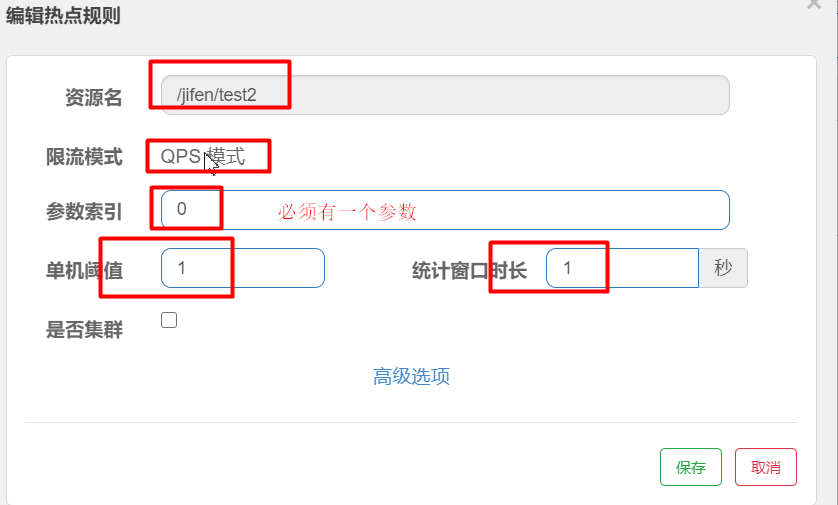 编辑热点规则
×
资源名 /jifen/test2
限流模式 QPS 模式
参数索引 0 必须有一个参数
单机阈值 1 统计窗口时长 1 秒
是否集群
高级选项
保存 取消